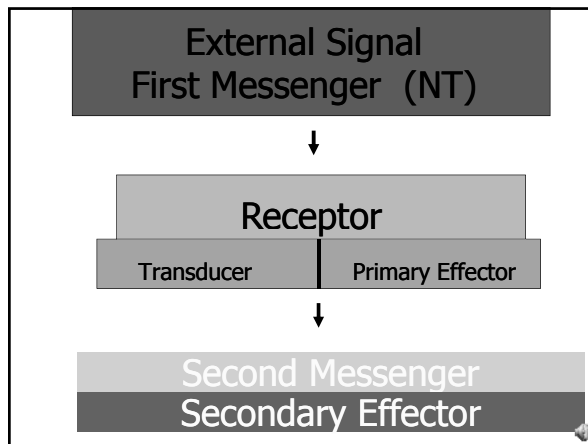 External Signal
First Messenger (NT)
Receptor
Transducer Primary Effector
Second Messenger
Secondary Effector